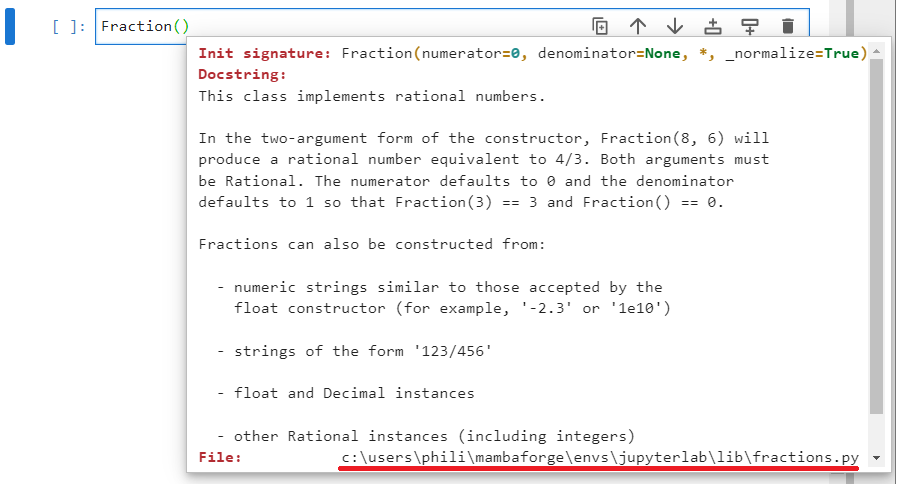 [ ]: Fraction()
Init signature: Fraction(numerator=0, denominator=None, *, _normalize=True)
Docstring:
This class implements rational numbers.
In the two-argument form of the constructor, Fraction(8, 6) will
produce a rational number equivalent to 4/3. Both arguments must
be Rational. The numerator defaults to 0 and the denominator
defaults to 1 so that Fraction(3) == 3 and Fraction() == 0.
Fractions can also be constructed from:
- numeric strings similar to those accepted by the
float constructor (for example, '-2.3' or '1e10')
- strings of the form '123/456'
- float and Decimal instances
- other Rational instances (including integers)
File: c:\users\phili\mambaforge\envs\jupyterlab\lib\fractions.py